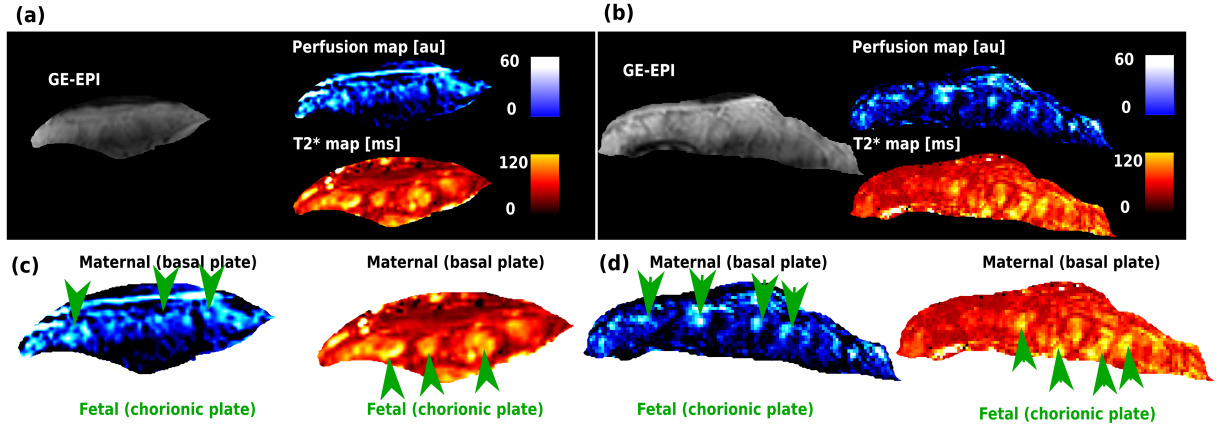 (a)
Perfusion map [au]
GE-EPI
60
0
T2* map [ms]
120
0
(b)
Perfusion map [au]
GE-EPI
60
0
T2* map [ms]
120
0
(c)
Maternal (basal plate)
Maternal (basal plate)
Fetal (chorionic plate)
Fetal (chorionic plate)
(d)
Maternal (basal plate)
Maternal (basal plate)
Fetal (chorionic plate)
Fetal (chorionic plate)